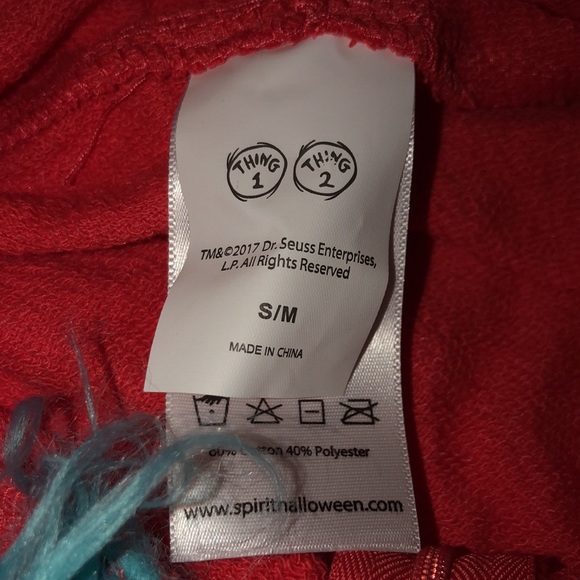 THING
1
THING
2
TM&©2017 Dr. Seuss Enterprises,
L.P. All Rights Reserved
S/M
MADE IN CHINA
60% Cotton 40% Polyester
www.spirithalloween.com